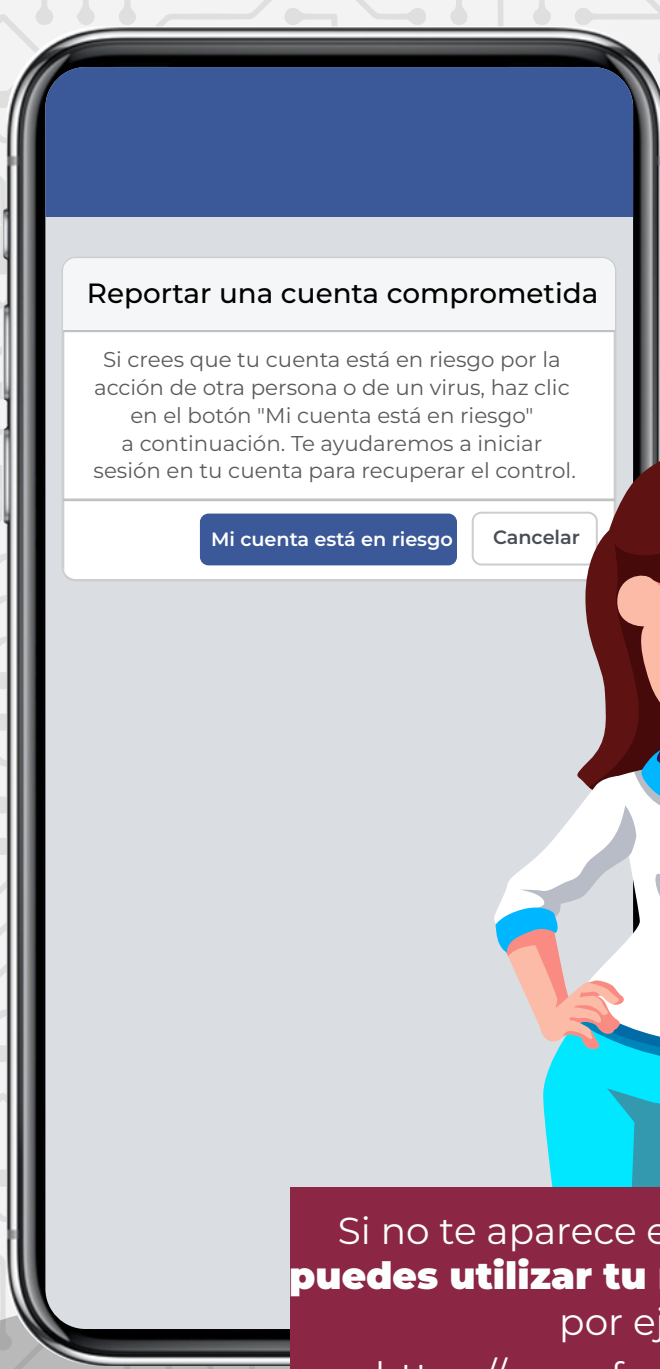 Reportar una cuenta comprometida
Si crees que tu cuenta está en riesgo por la
acción de otra persona o de un virus, haz clic
en el botón "Mi cuenta está en riesgo"
a continuación. Te ayudaremos a iniciar
sesión en tu cuenta para recuperar el control.
Mi cuenta está en riesgo
Cancelar
Si no te aparece
puedes utilizar tu
por